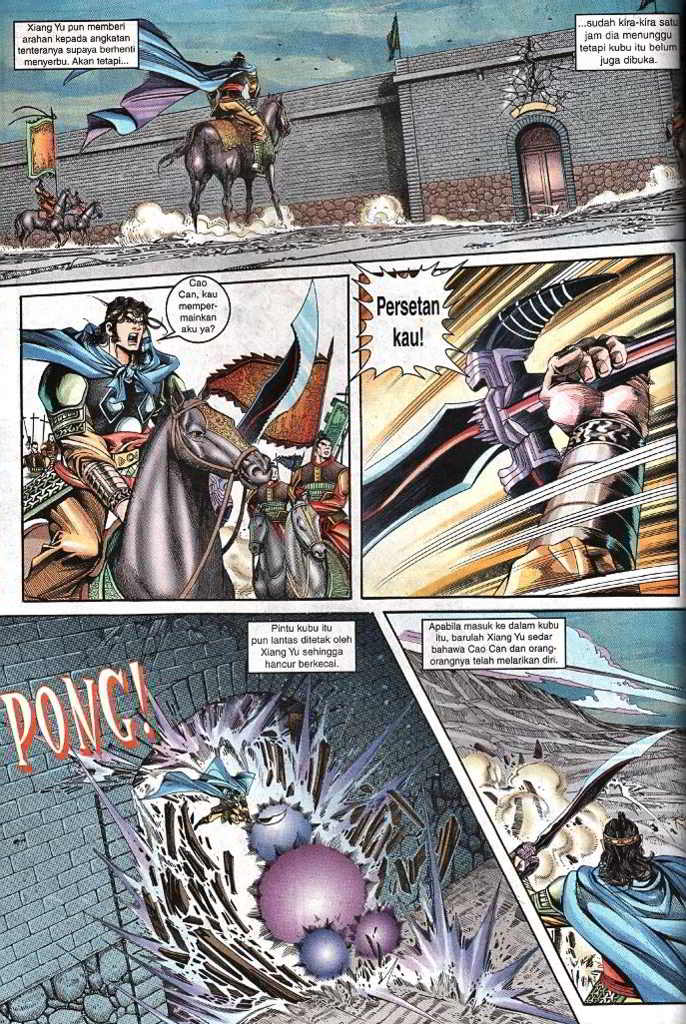 Xiang Yu pun memberi
arahan kepada angkatan
tenteranya supaya berhenti
menyerbu. Akan tetapi...
...sudah kira-kira satu
jam dia menunggu
tetapi kubu itu belum
juga dibuka.
Cao
Can, kau
memper-
mainkan
aku ya?
Persetan
kau!
PONG!
Pintu kubu itu
pun lantas ditetak oleh
Xiang Yu sehingga
hancur berkecai.
Apabila masuk ke dalam kubu
itu, barulah Xiang Yu sedar
bahawa Cao Can dan orang-
orangnya telah melarikan diri.